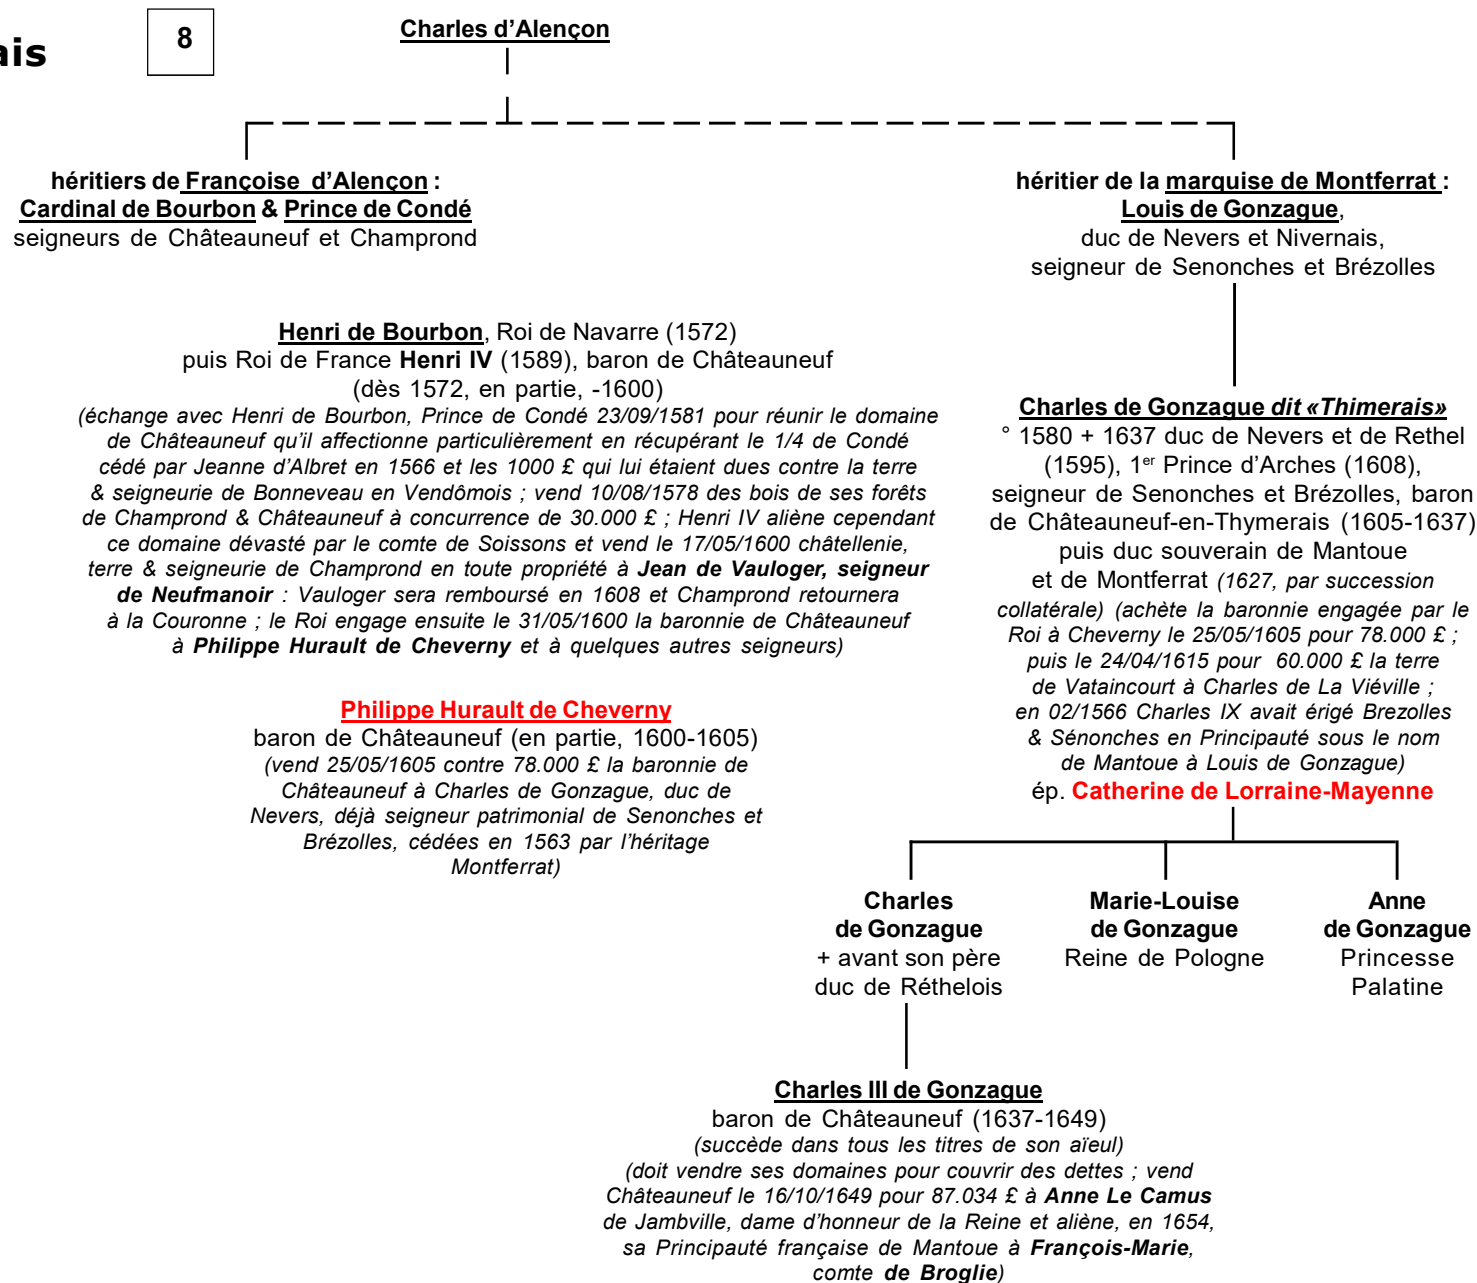 ais
8
Charles d’Alençon
héritiers de Françoise d’Alençon :
Cardinal de Bourbon & Prince de Condé
seigneurs de Châteauneuf et Champrond
héritier de la marquise de Montferrat :
Louis de Gonzague,
duc de Nevers et Nivernais,
seigneur de Senonches et Brézolles
Henri de Bourbon, Roi de Navarre (1572)
puis Roi de France Henri IV (1589), baron de Châteauneuf
(dès 1572, en partie, -1600)
(échange avec Henri de Bourbon, Prince de Condé 23/09/1581 pour réunir le domaine
de Châteauneuf qu’il affectionne particulièrement en récupérant le 1/4 de Condé
cédé par Jeanne d’Albret en 1566 et les 1000 £ qui lui étaient dues contre la terre
& seigneurie de Bonneveau en Vendômois ; vend 10/08/1578 des bois de ses forêts
de Champrond & Châteauneuf à concurrence de 30.000 £ ; Henri IV aliène cependant
ce domaine dévasté par le comte de Soissons et vend le 17/05/1600 châtellenie,
terre & seigneurie de Champrond en toute propriété à Jean de Vauloger, seigneur
de Neufmanoir : Vauloger sera remboursé en 1608 et Champrond retournera
à la Couronne ; le Roi engage ensuite le 31/05/1600 la baronnie de Châteauneuf
à Philippe Hurault de Cheverny et à quelques autres seigneurs)
Philippe Hurault de Cheverny
baron de Châteauneuf (en partie, 1600-1605)
(vend 25/05/1605 contre 78.000 £ la baronnie de
Châteauneuf à Charles de Gonzague, duc de
Nevers, déjà seigneur patrimonial de Senonches et
Brézolles, cédées en 1563 par l’héritage
Montferrat)
Charles de Gonzague dit «Thimerais»
° 1580 + 1637 duc de Nevers et de Rethel
(1595), 1er Prince d’Arches (1608),
seigneur de Senonches et Brézolles, baron
de Châteauneuf-en-Thymerais (1605-1637)
puis duc souverain de Mantoue
et de Montferrat (1627, par succession
collatérale) (achète la baronnie engagée par le
Roi à Cheverny le 25/05/1605 pour 78.000 £ ;
puis le 24/04/1615 pour 60.000 £ la terre
de Vataincourt à Charles de La Viéville ;
en 02/1566 Charles IX avait érigé Brezolles
& Sénonches en Principauté sous le nom
de Mantoue à Louis de Gonzague)
ép. Catherine de Lorraine-Mayenne
Charles
de Gonzague
+ avant son père
duc de Réthelois
Marie-Louise
de Gonzague
Reine de Pologne
Anne
de Gonzague
Princesse
Palatine
Charles III de Gonzague
baron de Châteauneuf (1637-1649)
(succède dans tous les titres de son aïeul)
(doit vendre ses domaines pour couvrir des dettes ; vend
Châteauneuf le 16/10/1649 pour 87.034 £ à Anne Le Camus
de Jambville, dame d’honneur de la Reine et aliène, en 1654,
sa Principauté française de Mantoue à François-Marie,
comte de Broglie)